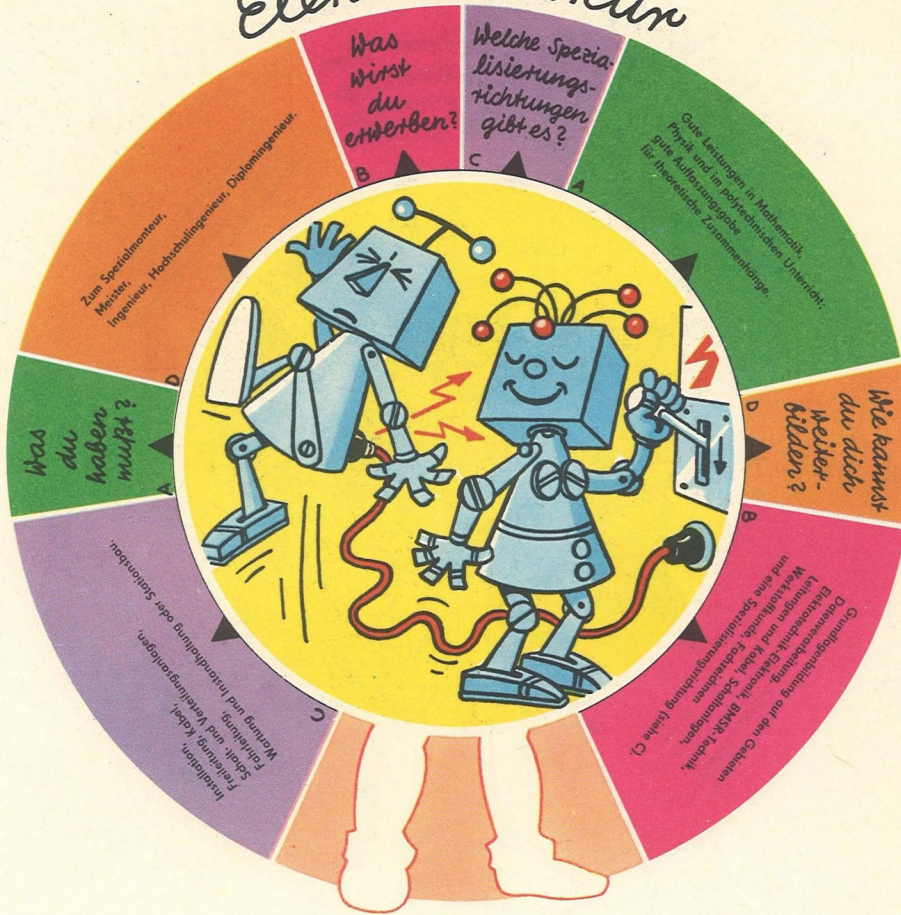 Was
wirst
du
erwerben?
B
Welche Spezia-
lisierungs-
richtungen
gibt es?
C
A
Gute Leistungen in Mathematik,
Physik und im polytechnischen Unterricht;
gute Auffassungsgabe
für theoretische Zusammenhänge.
Wie kannst
du dich
weiter-
bilden?
D
B
Grundlagenbildung auf den Gebieten
Datenverarbeitung,
Elektrotechnik, Elektronik, BMSR-Technik,
Leitungen und Kabel, Schaltanlagen,
Werkstoffkunde, Fachzeichnen
und eine Spezialisierungsrichtung (siehe C).
C
Installation, Kabel,
Freileitung,
Fahrleitung,
Schalt- und Verteilungsanlagen,
Wartung und Instandhaltung oder Stationsbau.
Was
du
haben
mußt?
A
D
Zum Spezialmonteur,
Meister,
Ingenieur, Hochschulingenieur, Diplomingenieur.